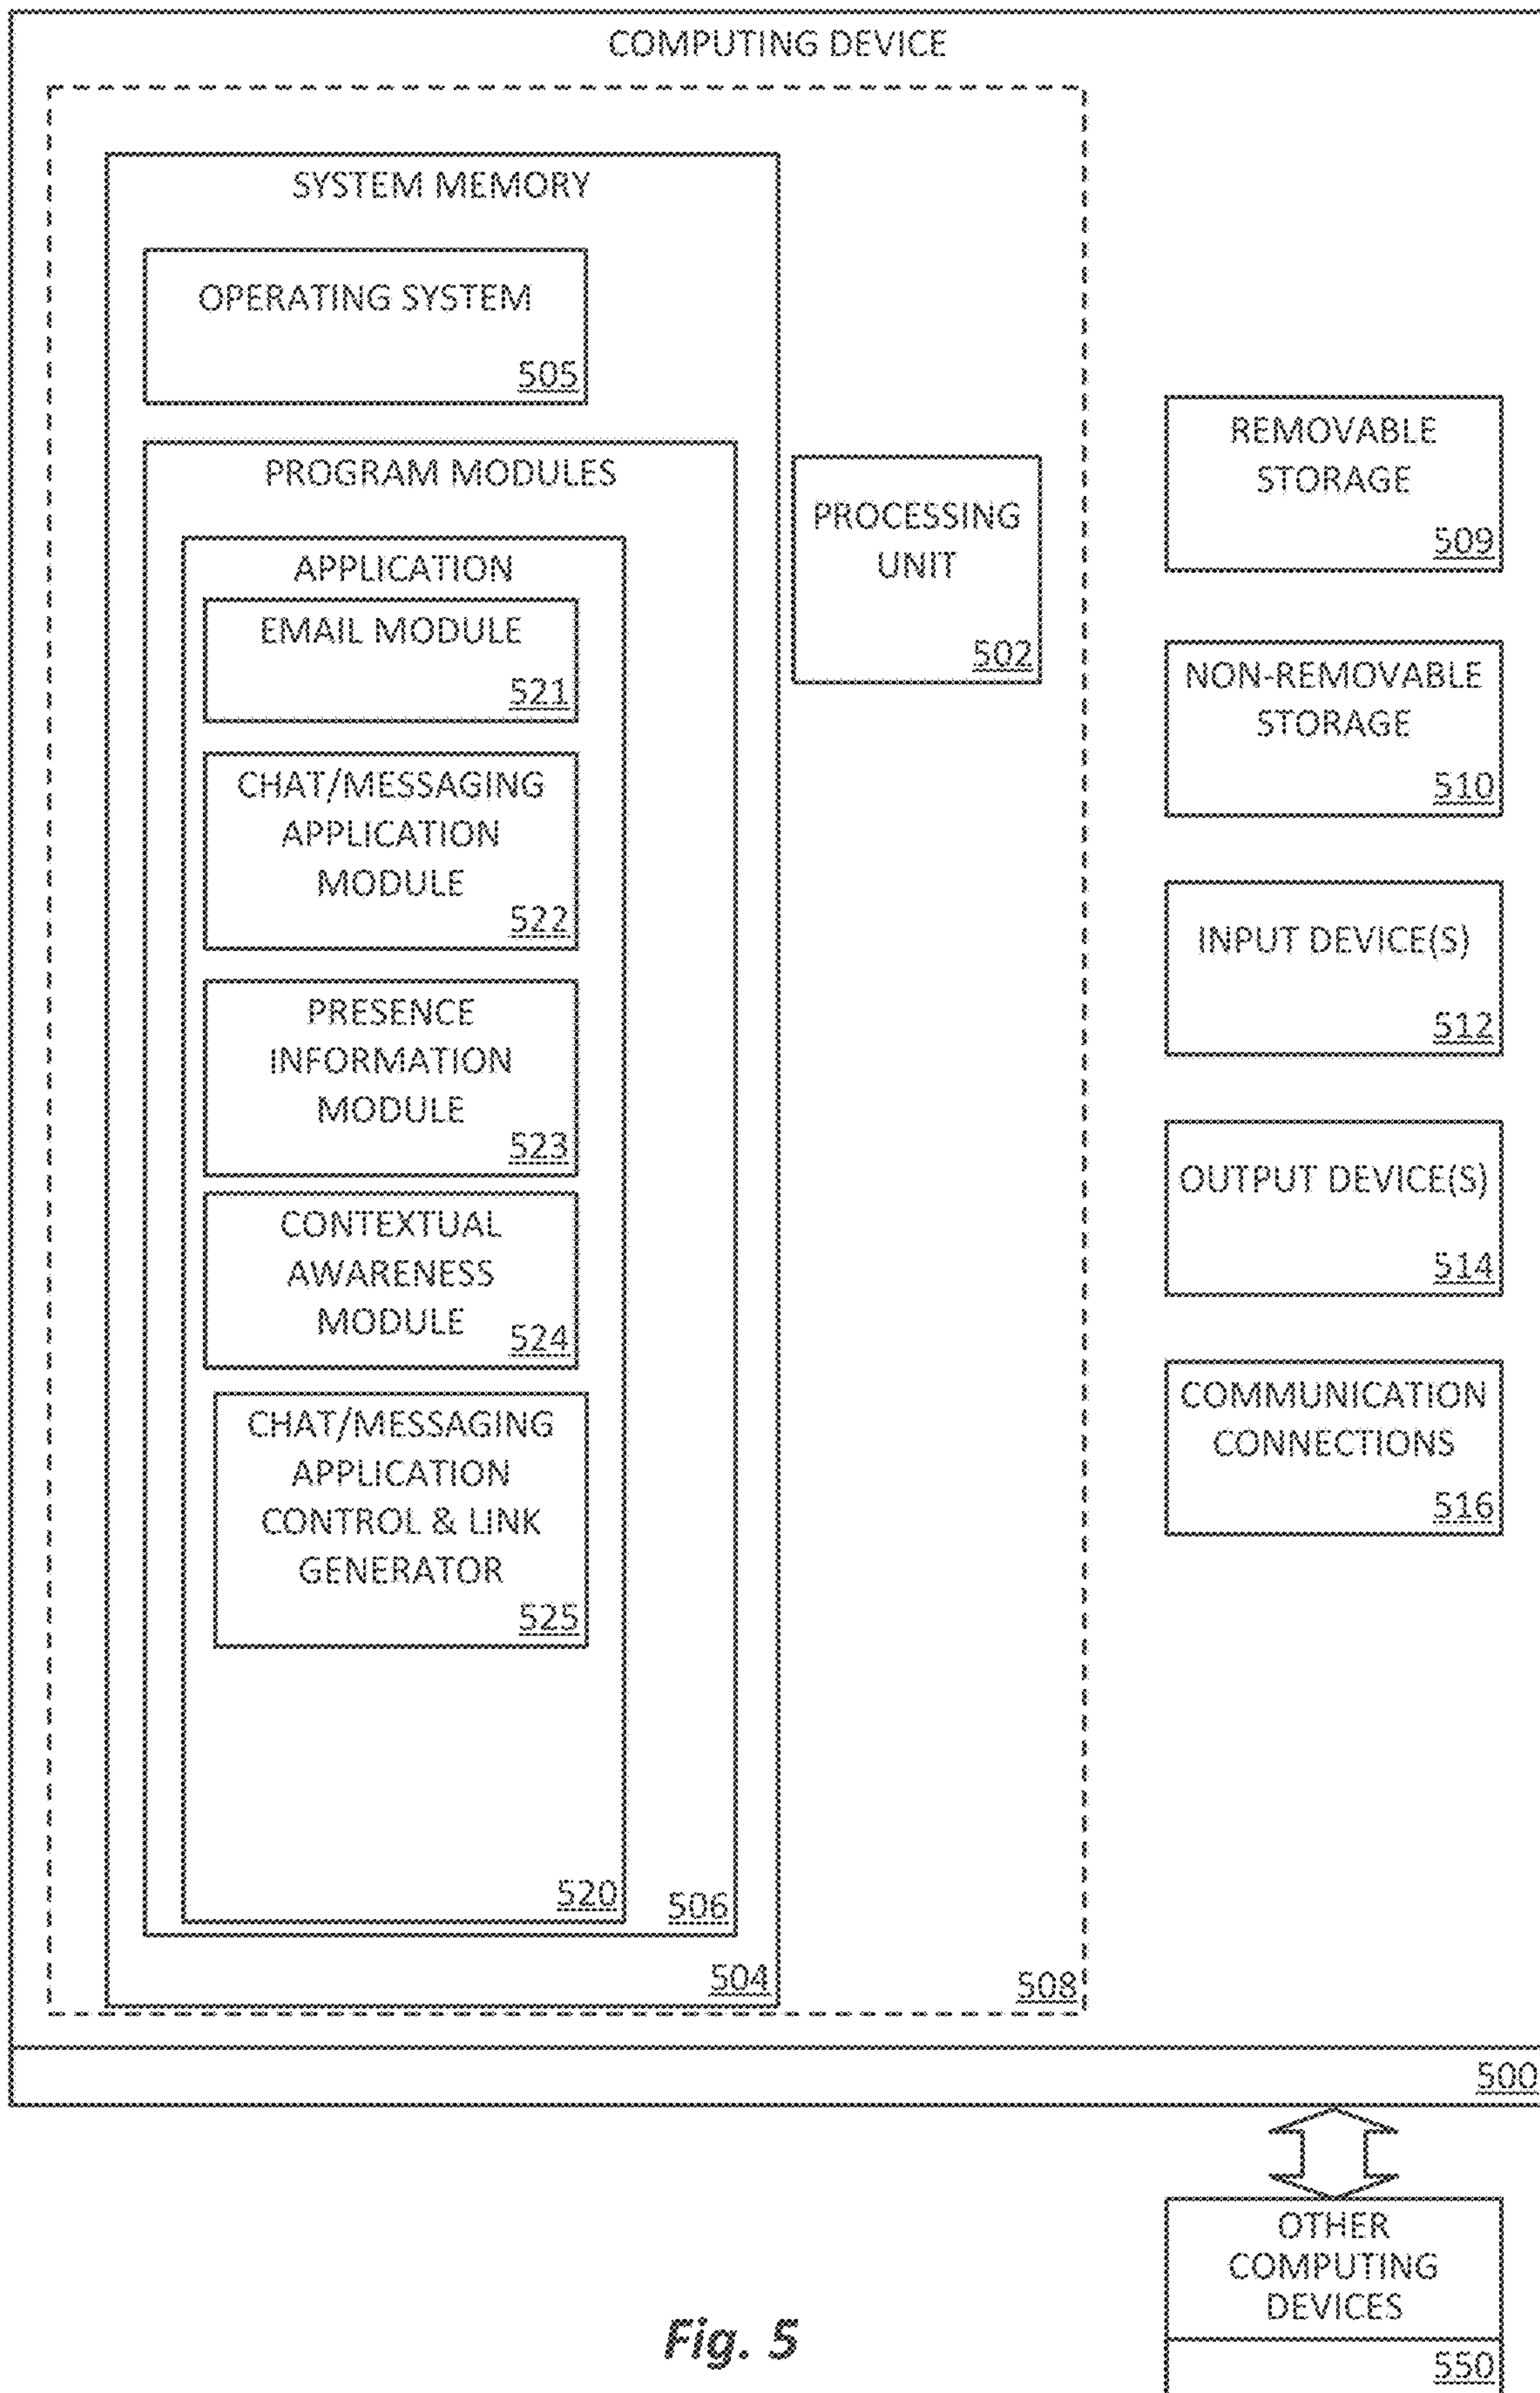 COMPUTING DEVICE
SYSTEM MEMORY
OPERATING SYSTEM
505
PROGRAM MODULES
APPLICATION
EMAIL MODULE
521
CHAT/MESSAGING
APPLICATION
MODULE
522
PRESENCE
INFORMATION
MODULE
523
CONTEXTUAL
AWARENESS
MODULE
524
CHAT/MESSAGING
APPLICATION
CONTROL & LINK
GENERATOR
525
520
506
504
PROCESSING
UNIT
502
508
REMOVABLE
STORAGE
509
NON-REMOVABLE
STORAGE
510
INPUT DEVICE(S)
512
OUTPUT DEVICE(S)
514
COMMUNICATION
CONNECTIONS
516
500
OTHER
COMPUTING
DEVICES
550
Fig. 5